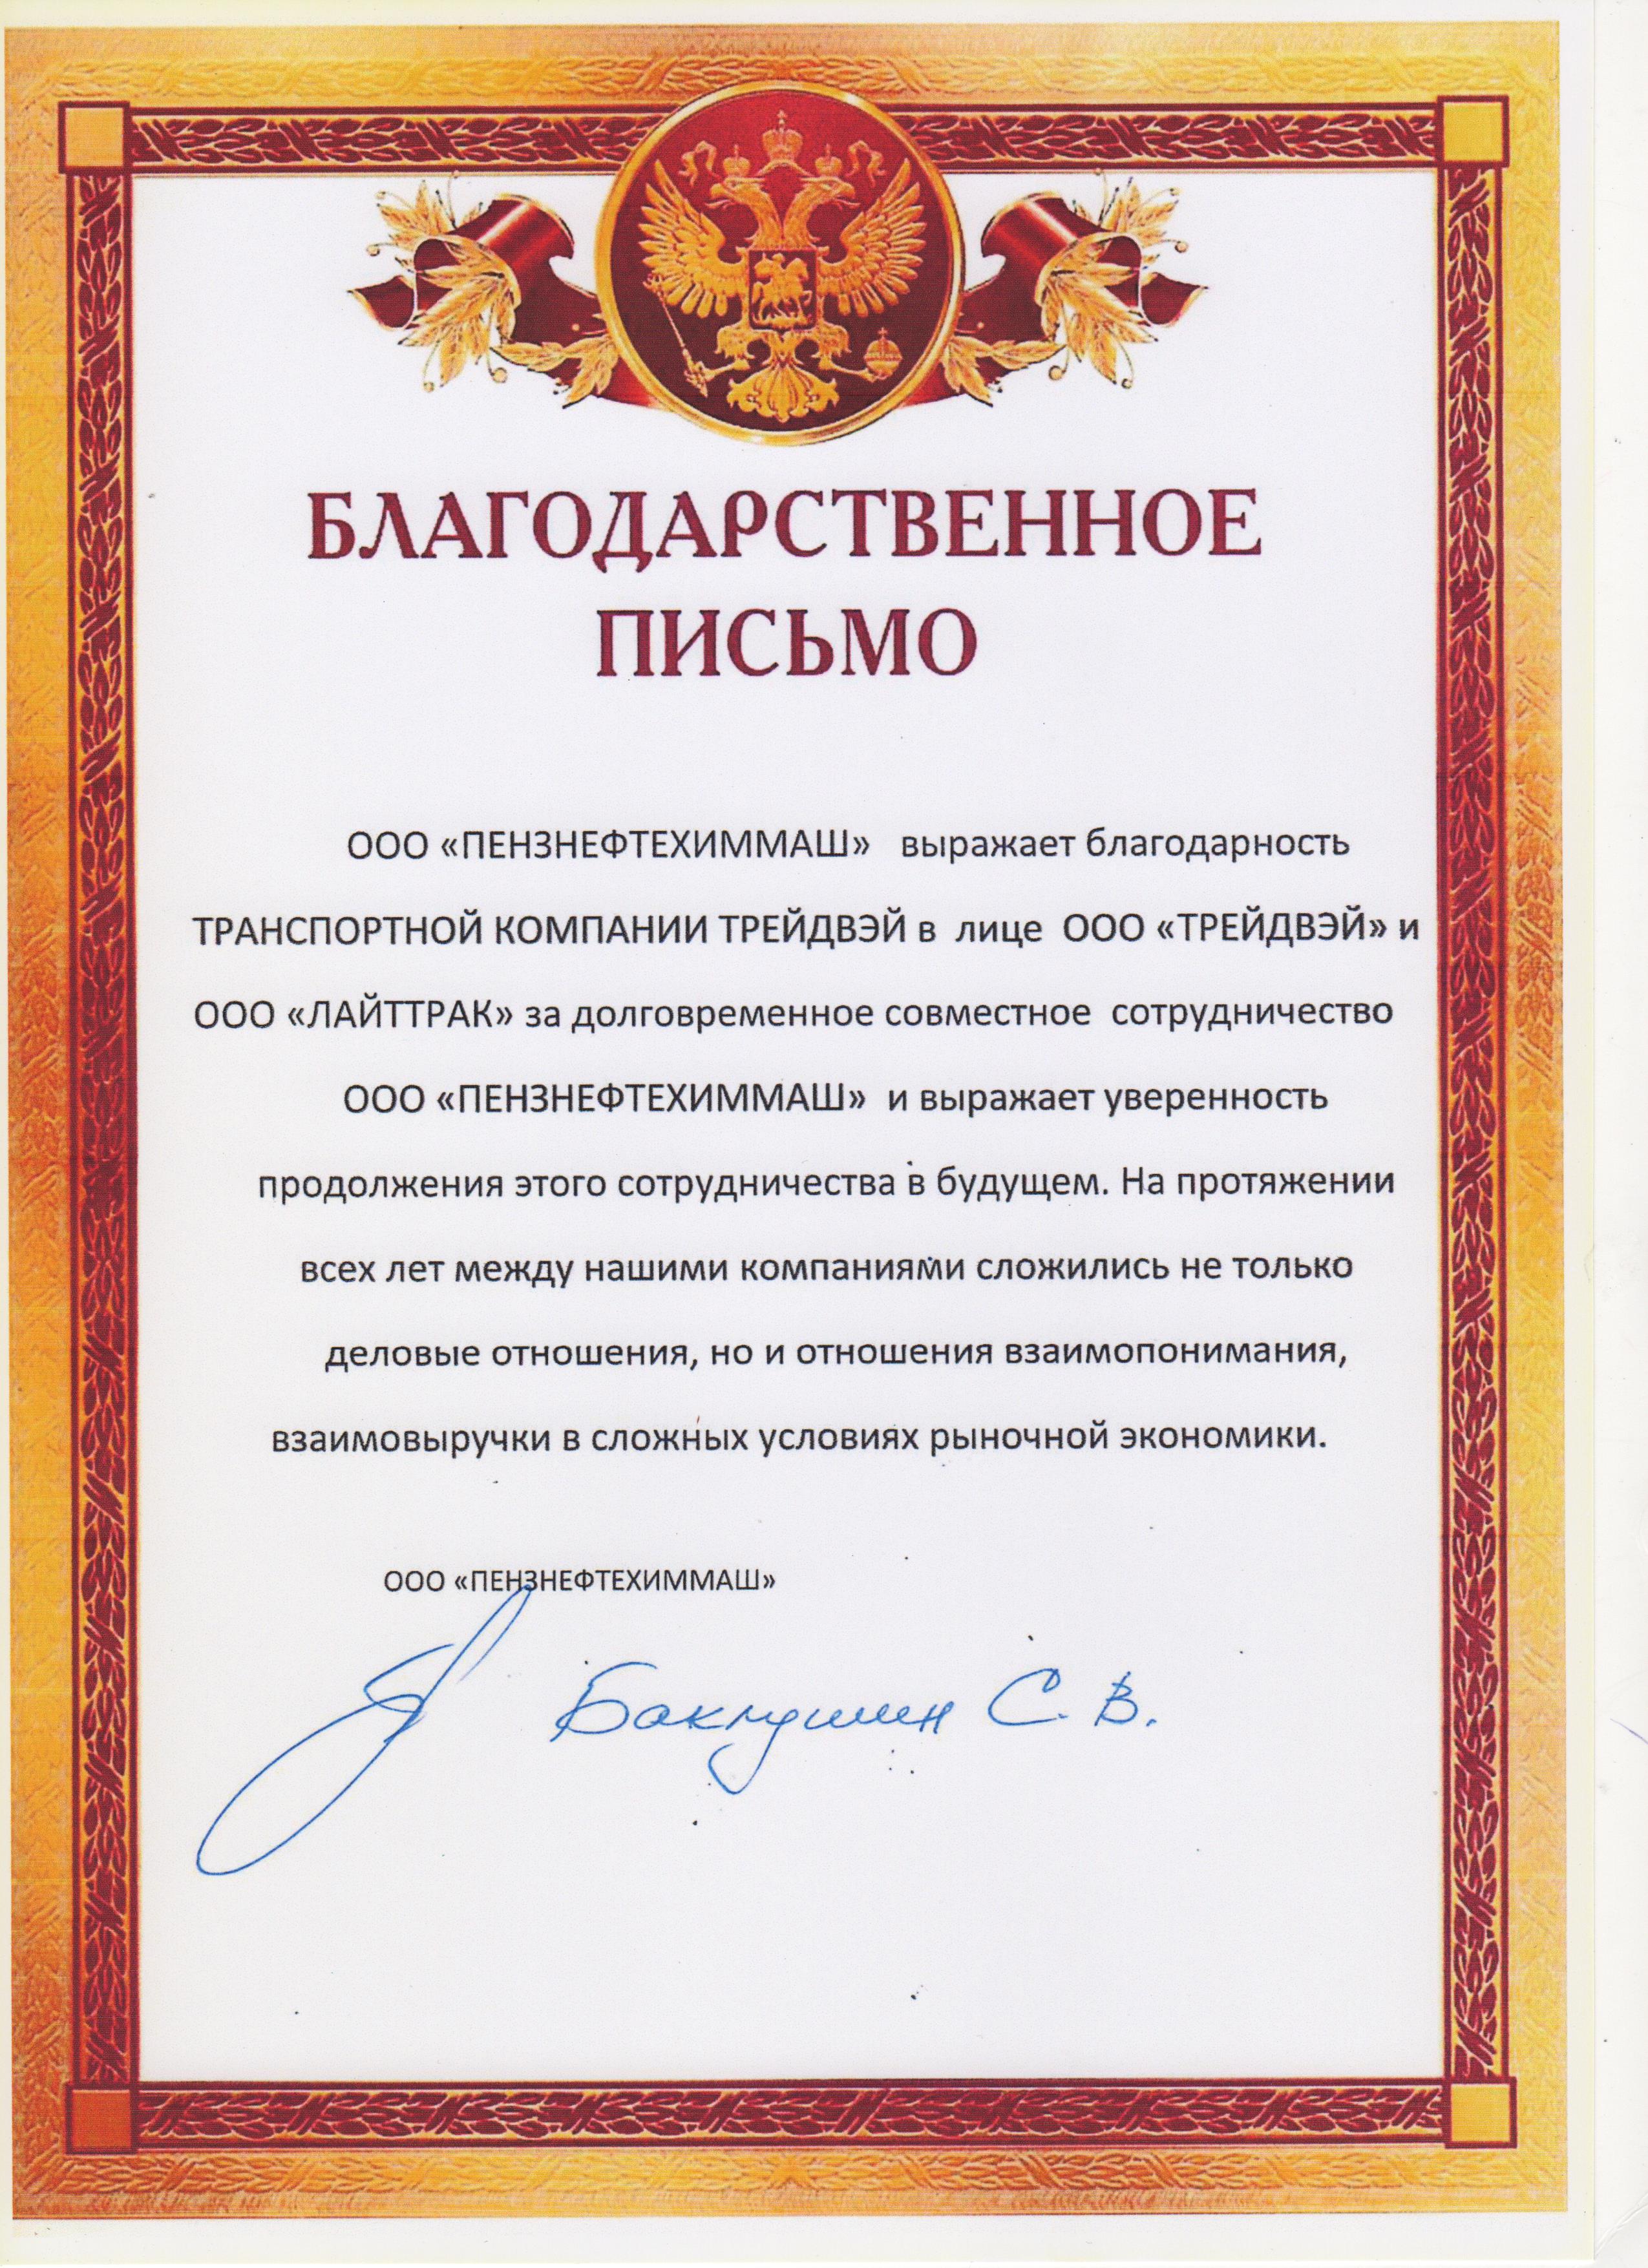 БЛАГОДАРСТВЕННОЕ
ПИСЬМО
ООО «ПЕНЗНЕФТЕХИММАШ» выражает благодарность
ТРАНСПОРТНОЙ КОМПАНИИ ТРЕЙДВЭЙ в лице ООО «ТРЕЙДВЭЙ» и
ООО «ЛАЙТТРАК» за долговременное совместное сотрудничество
ООО «ПЕНЗНЕФТЕХИММАШ» и выражает уверенность
продолжения этого сотрудничества в будущем. На протяжении
всех лет между нашими компаниями сложились не только
деловые отношения, но и отношения взаимопонимания,
взаимовыручки в сложных условиях рыночной экономики.
ООО «ПЕНЗНЕФТЕХИММАШ»
Баклушин С. В.